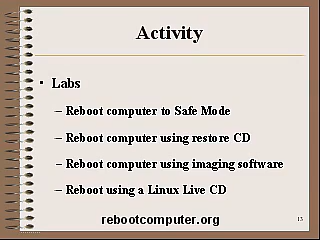 Activity
• Labs
– Reboot computer to Safe Mode
– Reboot computer using restore CD
– Reboot computer using imaging software
– Reboot using a Linux Live CD
rebootcomputer.org
13